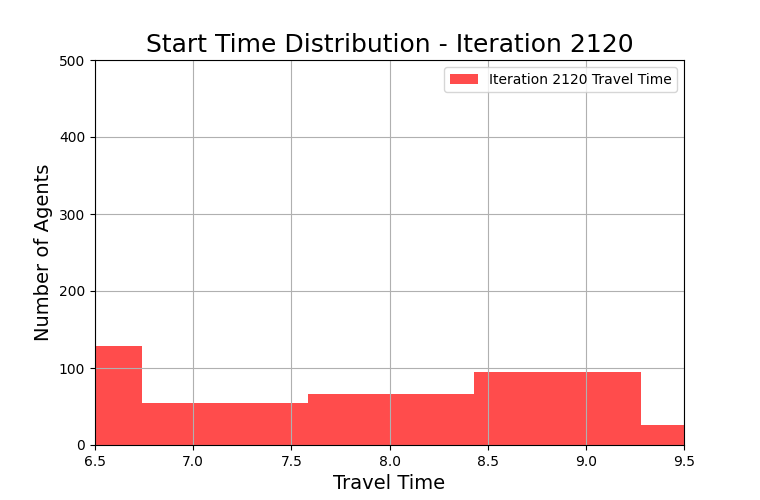 Start Time Distribution - Iteration 2120
500
400
300
200
100
0
Number of Agents
Iteration 2120 Travel Time
6.5 7.0 7.5 8.0 8.5 9.0 9.5
Travel Time